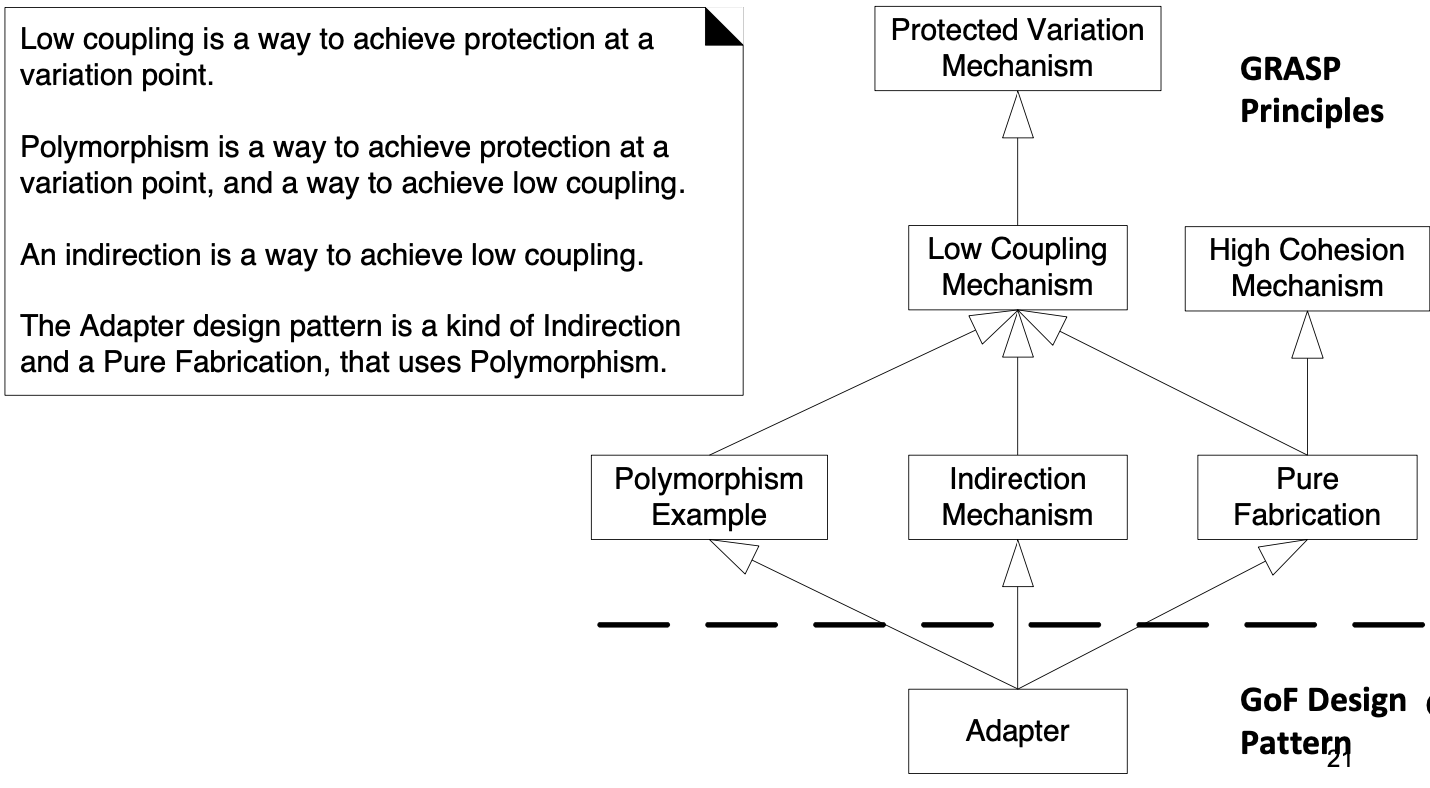 Low coupling is a way to achieve protection at a
variation point.
Polymorphism is a way to achieve protection at a
variation point, and a way to achieve low coupling.
An indirection is a way to achieve low coupling.
The Adapter design pattern is a kind of Indirection
and a Pure Fabrication, that uses Polymorphism.
Protected Variation
Mechanism
GRASP
Principles
Low Coupling
Mechanism
High Cohesion
Mechanism
Polymorphism
Example
Indirection
Mechanism
Pure
Fabrication
Adapter
GoF Design
Pattern
21